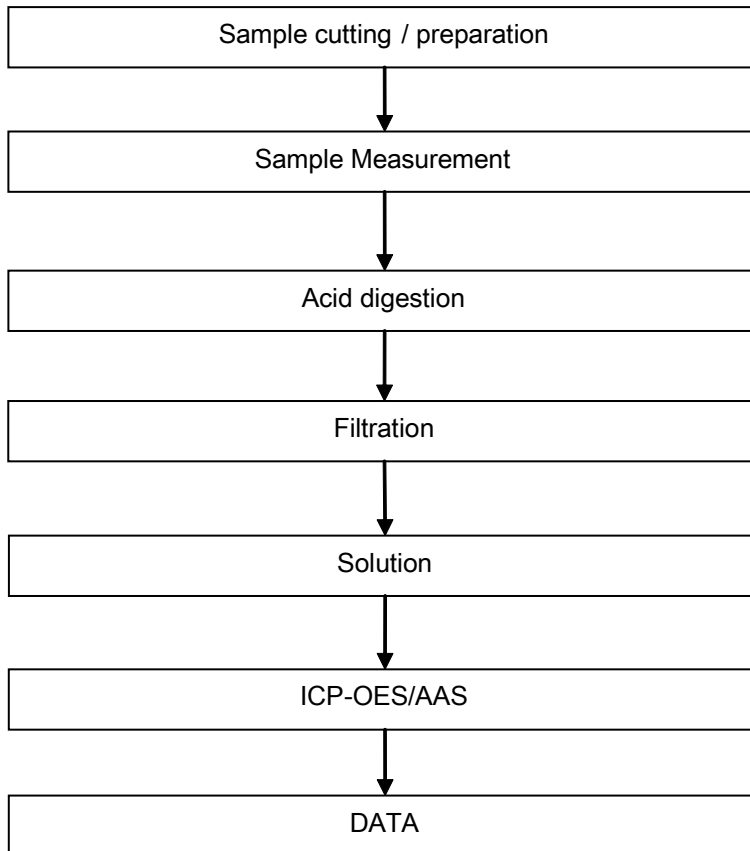 Sample cutting / preparation
Sample Measurement
Acid digestion
Filtration
Solution
ICP-OES/AAS
DATA